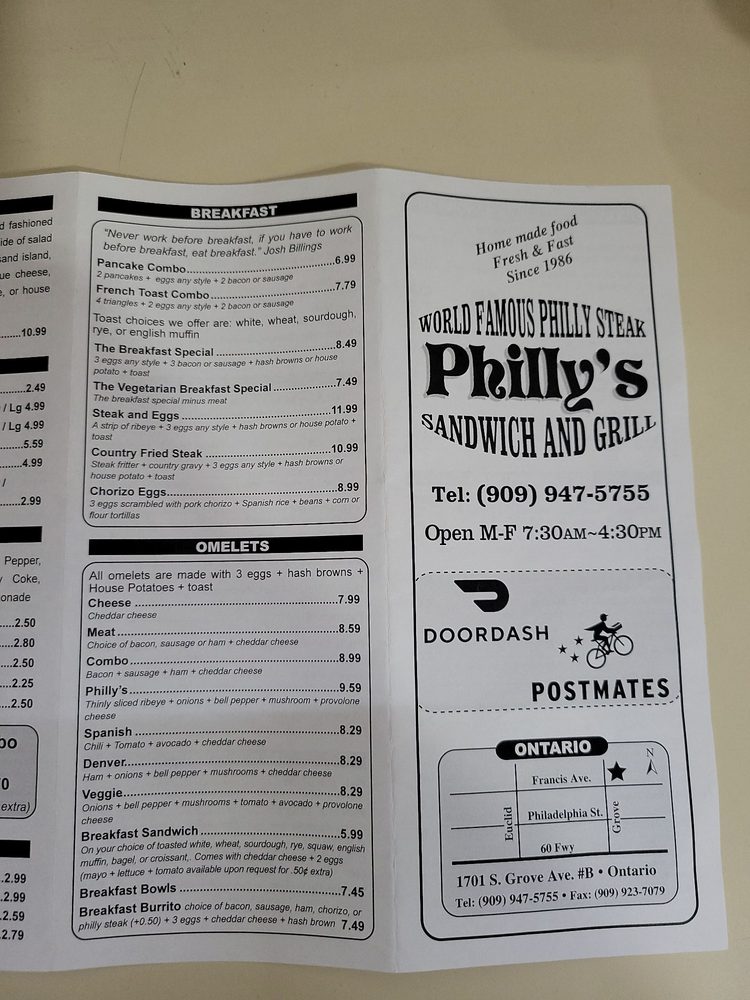 d fashioned
ide of salad
sand island,
ue cheese,
e, or house
...10.99
...2.49
/ Lg 4.99
/ Lg 4.99
...5.59
...4.99
/
...2.99
Pepper,
y Coke,
onade
...2.50
...2.80
...2.50
...2.25
...2.50
bo
0
extra)
.2.99
.2.99
.2.59
.2.79
BREAKFAST
"Never work before breakfast, if you have to work
before breakfast, eat breakfast." Josh Billings
Pancake Combo...6.99
2 pancakes + eggs any style + 2 bacon or sausage
French Toast Combo...7.79
4 triangles + 2 eggs any style + 2 bacon or sausage
Toast choices we offer are: white, wheat, sourdough,
rye, or english muffin
The Breakfast Special...8.49
3 eggs any style + 3 bacon or sausage + hash browns or house
potato + toast
The Vegetarian Breakfast Special...7.49
The breakfast special minus meat
Steak and Eggs...11.99
A strip of ribeye + 3 eggs any style + hash browns or house potato +
toast
Country Fried Steak...10.99
Steak fritter + country gravy + 3 eggs any style + hash browns or
house potato + toast
Chorizo Eggs...8.99
3 eggs scrambled with pork chorizo + Spanish rice + beans + corn or
flour tortillas
OMELETS
All omelets are made with 3 eggs + hash browns +
House Potatoes + toast
Cheese...7.99
Cheddar cheese
Meat...8.59
Choice of bacon, sausage or ham + cheddar cheese
Combo...8.99
Bacon + sausage + ham + cheddar cheese
Philly's...9.59
Thinly sliced ribeye + onions + bell pepper + mushroom + provolone
cheese
Spanish...8.29
Chili + Tomato + avocado + cheddar cheese
Denver...8.29
Ham + onions + bell pepper + mushrooms + cheddar cheese
Veggie...8.29
Onions + bell pepper + mushrooms + tomato + avocado + provolone
cheese
Breakfast Sandwich...5.99
On your choice of toasted white, wheat, sourdough, rye, squaw, english
muffin, bagel, or croissant,. Comes with cheddar cheese + 2 eggs
(mayo + lettuce + tomato available upon request for .50¢ extra)
Breakfast Bowls...7.45
Breakfast Burrito choice of bacon, sausage, ham, chorizo, or
philly steak (+0.50) + 3 eggs + cheddar cheese + hash brown 7.49
Home made food
Fresh & Fast
Since 1986
WORLD FAMOUS PHILLY STEAK
Philly's
SANDWICH AND GRILL
Tel: (909) 947-5755
Open M-F 7:30AM~4:30PM
DOORDASH
POSTMATES
ONTARIO
N
Francis Ave.
Euclid
Philadelphia St.
Grove
60 Fwy
1701 S. Grove Ave. #B • Ontario
Tel: (909) 947-5755 • Fax: (909) 923-7079